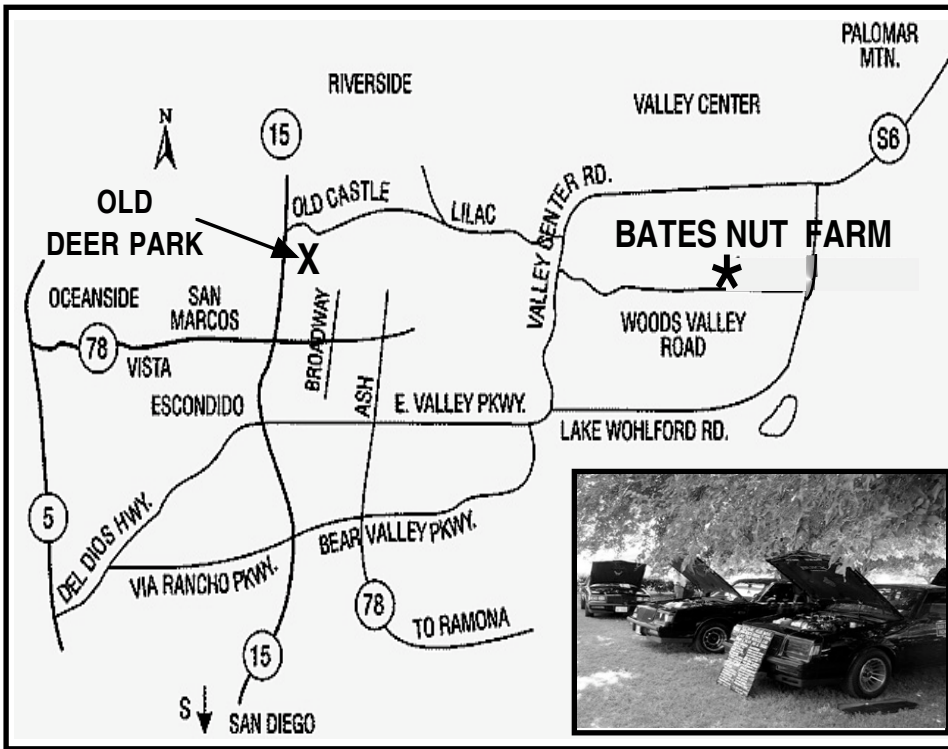 PALOMAR
MTN.
RIVERSIDE
VALLEY CENTER
N
15
S6
OLD
DEER PARK
X
OLD CASTLE
LILAC
VALLEY CENTER RD.
BATES NUT FARM
*
OCEANSIDE
SAN
MARCOS
78
VISTA
BROADWAY
ASH
WOODS VALLEY
ROAD
ESCONDIDO
E. VALLEY PKWY.
LAKE WOHLFORD RD.
5
DEL DIOS HWY.
VIA RANCHO PKWY.
BEAR VALLEY PKWY.
78
TO RAMONA
15
S
SAN DIEGO